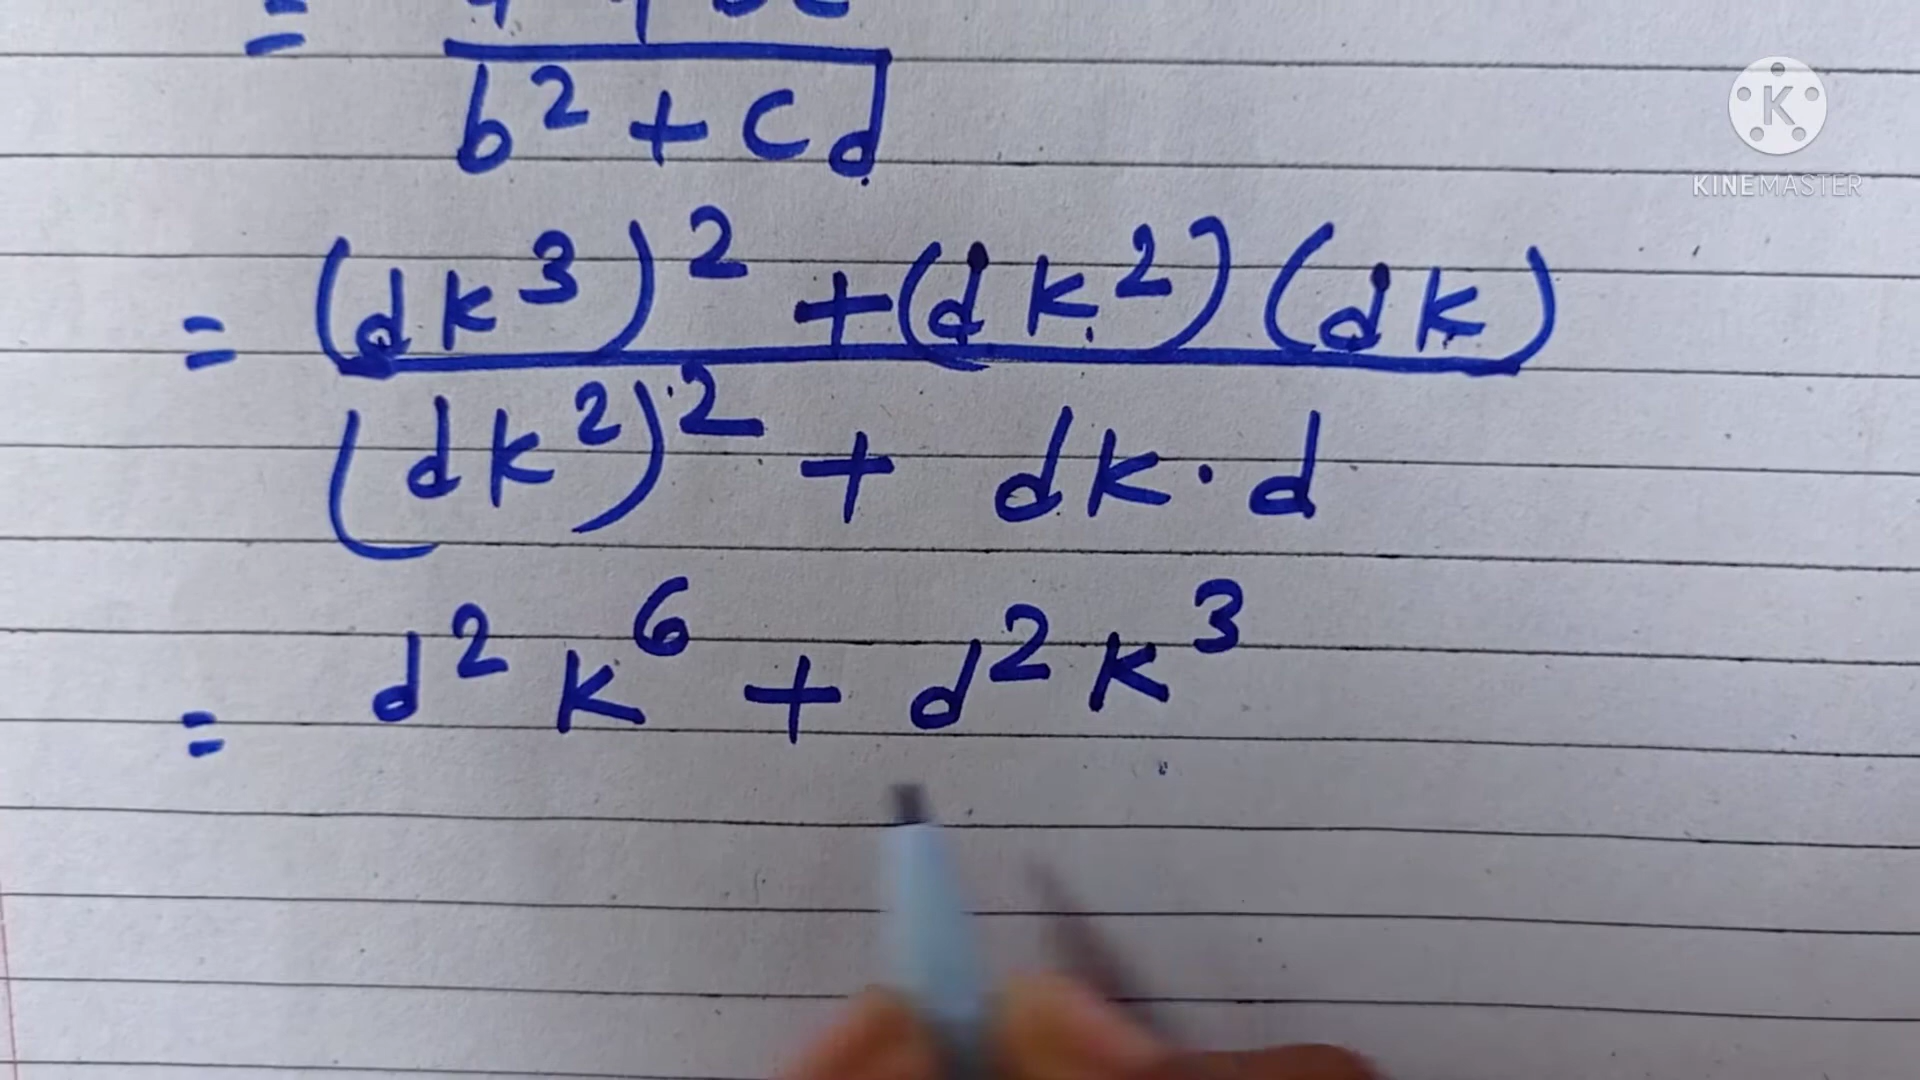 =
b² + cd
KINEMASTER
= (dk³)² + (dk²)(dk)
(dk²)² + dk·d
= d²k⁶ + d²k³